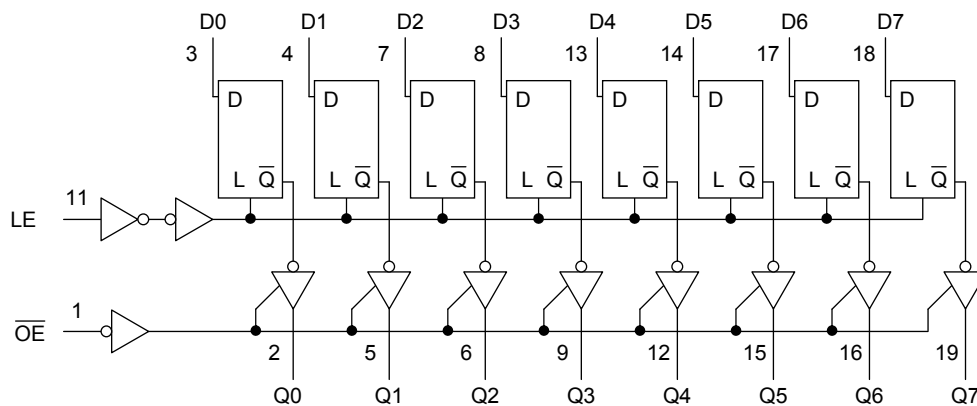 D0 D1 D2 D3 D4 D5 D6 D7
3 4 7 8 13 14 17 18
D D D D D D D D
L Q̅ L Q̅ L Q̅ L Q̅ L Q̅ L Q̅ L Q̅ L Q̅
11
LE
1
O̅E̅
2 5 6 9 12 15 16 19
Q0 Q1 Q2 Q3 Q4 Q5 Q6 Q7